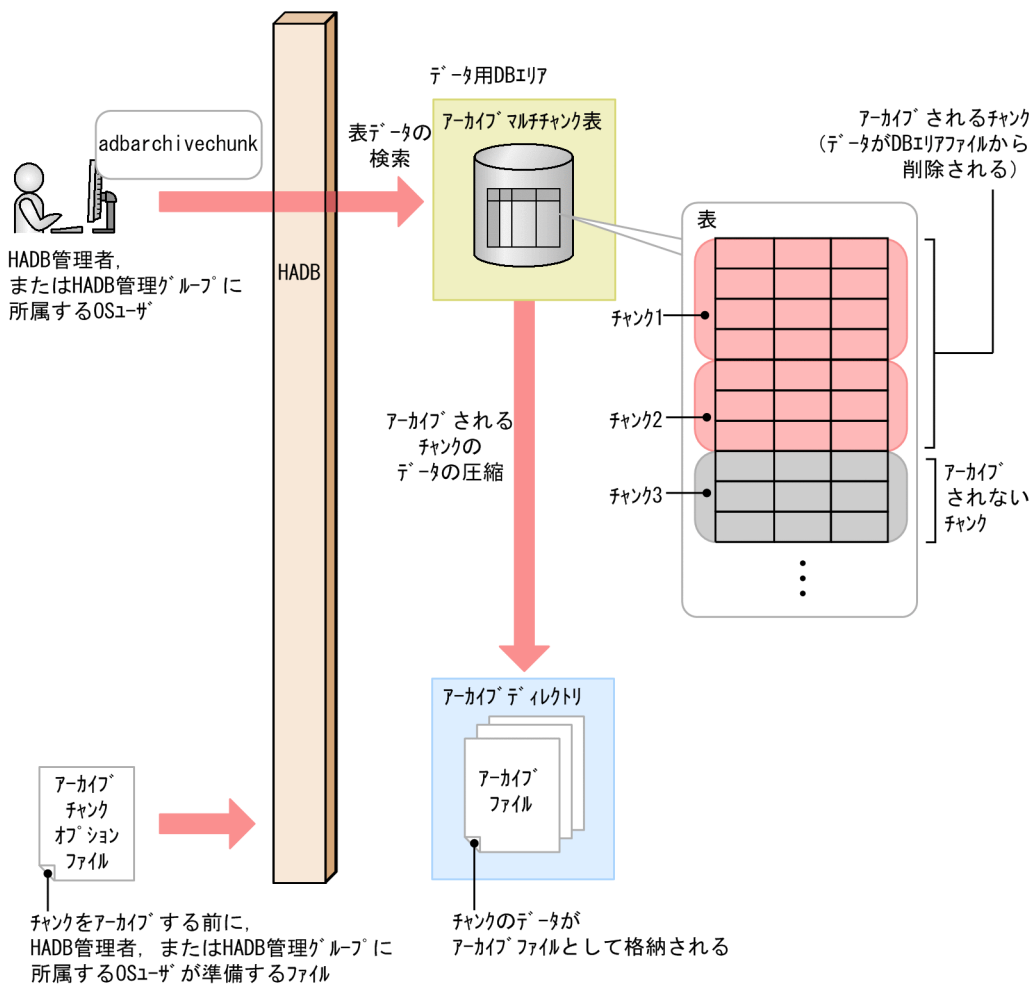 データ用DBエリア
adbarchivechunk
表データの
検索
アーカイブマルチチャンク表
アーカイブされるチャンク
（データがDBエリアファイルから
削除される）
表
HADB管理者,
またはHADB管理グループに
所属するOSユーザ
HADB
チャンク1
チャンク2
チャンク3
アーカイブされる
チャンクの
データの圧縮
アーカイブ
されない
チャンク
アーカイブディレクトリ
アーカイブ
ファイル
アーカイブ
チャンク
オプション
ファイル
チャンクをアーカイブする前に,
HADB管理者, またはHADB管理グループに
所属するOSユーザが準備するファイル
チャンクのデータが
アーカイブファイルとして格納される